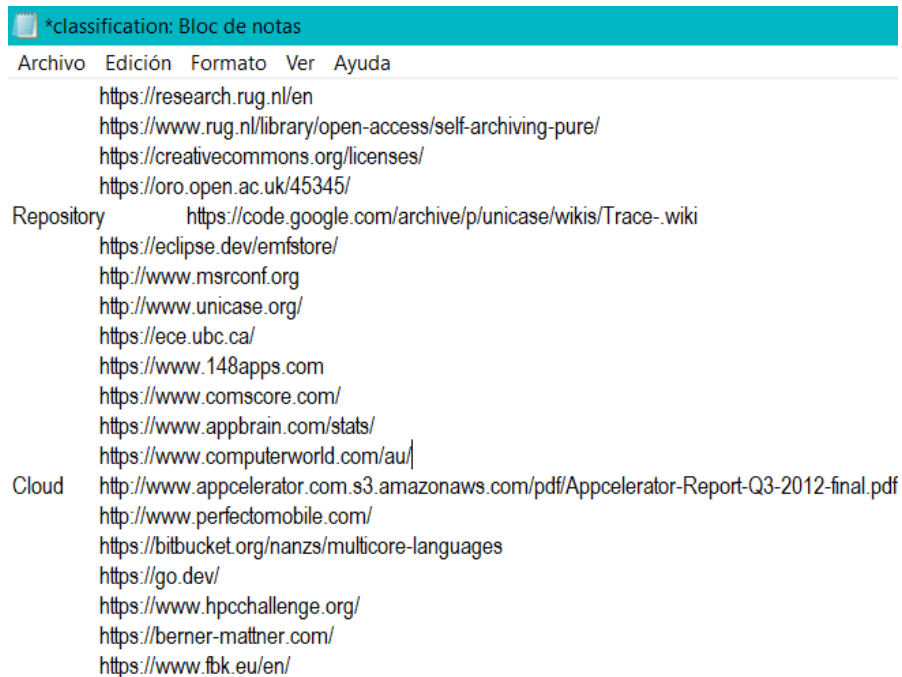 *classification: Bloc de notas
Archivo Edición Formato Ver Ayuda
https://research.rug.nl/en
https://www.rug.nl/library/open-access/self-archiving-pure/
https://creativecommons.org/licenses/
https://oro.open.ac.uk/45345/
Repository https://code.google.com/archive/p/unicase/wikis/Trace-.wiki
https://eclipse.dev/emfstore/
http://www.msrconf.org
http://www.unicase.org/
https://ece.ubc.ca/
https://www.148apps.com
https://www.comscore.com/
https://www.appbrain.com/stats/
https://www.computerworld.com/au/
Cloud http://www.appcelerator.com.s3.amazonaws.com/pdf/Appcelerator-Report-Q3-2012-final.pdf
http://www.perfectomobile.com/
https://bitbucket.org/nanzs/multicore-languages
https://go.dev/
https://www.hpcchallenge.org/
https://berner-mattner.com/
https://www.fbk.eu/en/